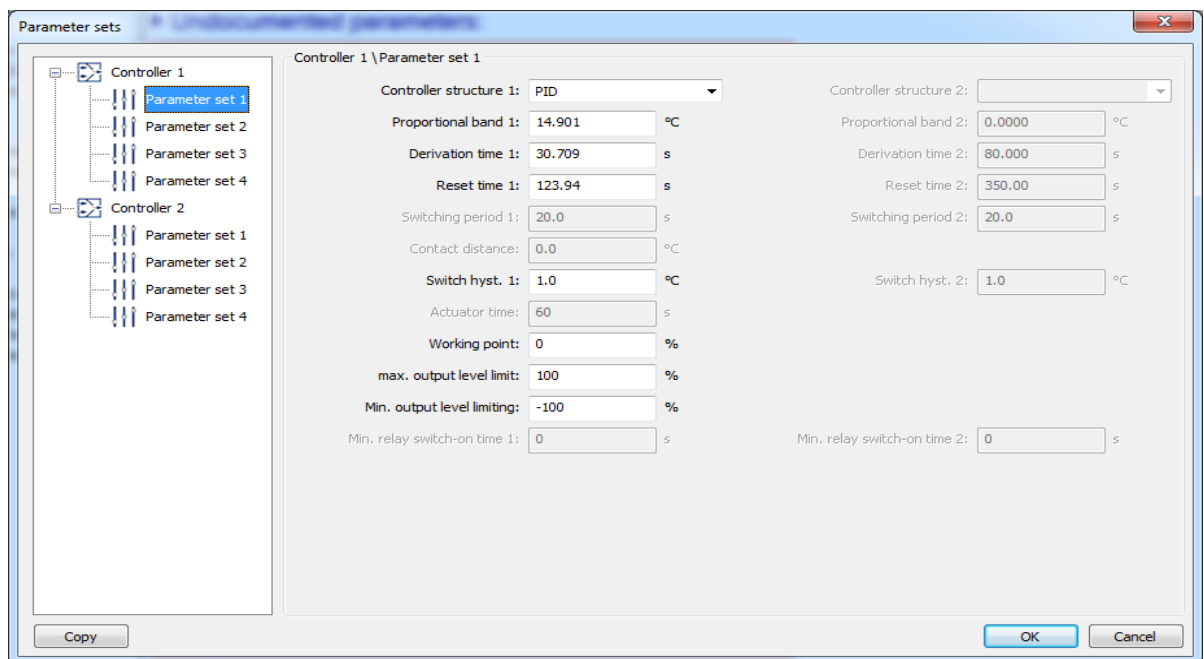 Undocumented parameters:
Parameter sets
Controller 1
Parameter set 1
Parameter set 2
Parameter set 3
Parameter set 4
Controller 2
Parameter set 1
Parameter set 2
Parameter set 3
Parameter set 4
Controller 1 \ Parameter set 1
Controller structure 1: PID Controller structure 2:
Proportional band 1: 14.901 °C Proportional band 2: 0.0000 °C
Derivation time 1: 30.709 s Derivation time 2: 80.000 s
Reset time 1: 123.94 s Reset time 2: 350.00 s
Switching period 1: 20.0 s Switching period 2: 20.0 s
Contact distance: 0.0 °C
Switch hyst. 1: 1.0 °C Switch hyst. 2: 1.0 °C
Actuator time: 60 s
Working point: 0 %
max. output level limit: 100 %
Min. output level limiting: -100 %
Min. relay switch-on time 1: 0 s Min. relay switch-on time 2: 0 s
Copy OK Cancel